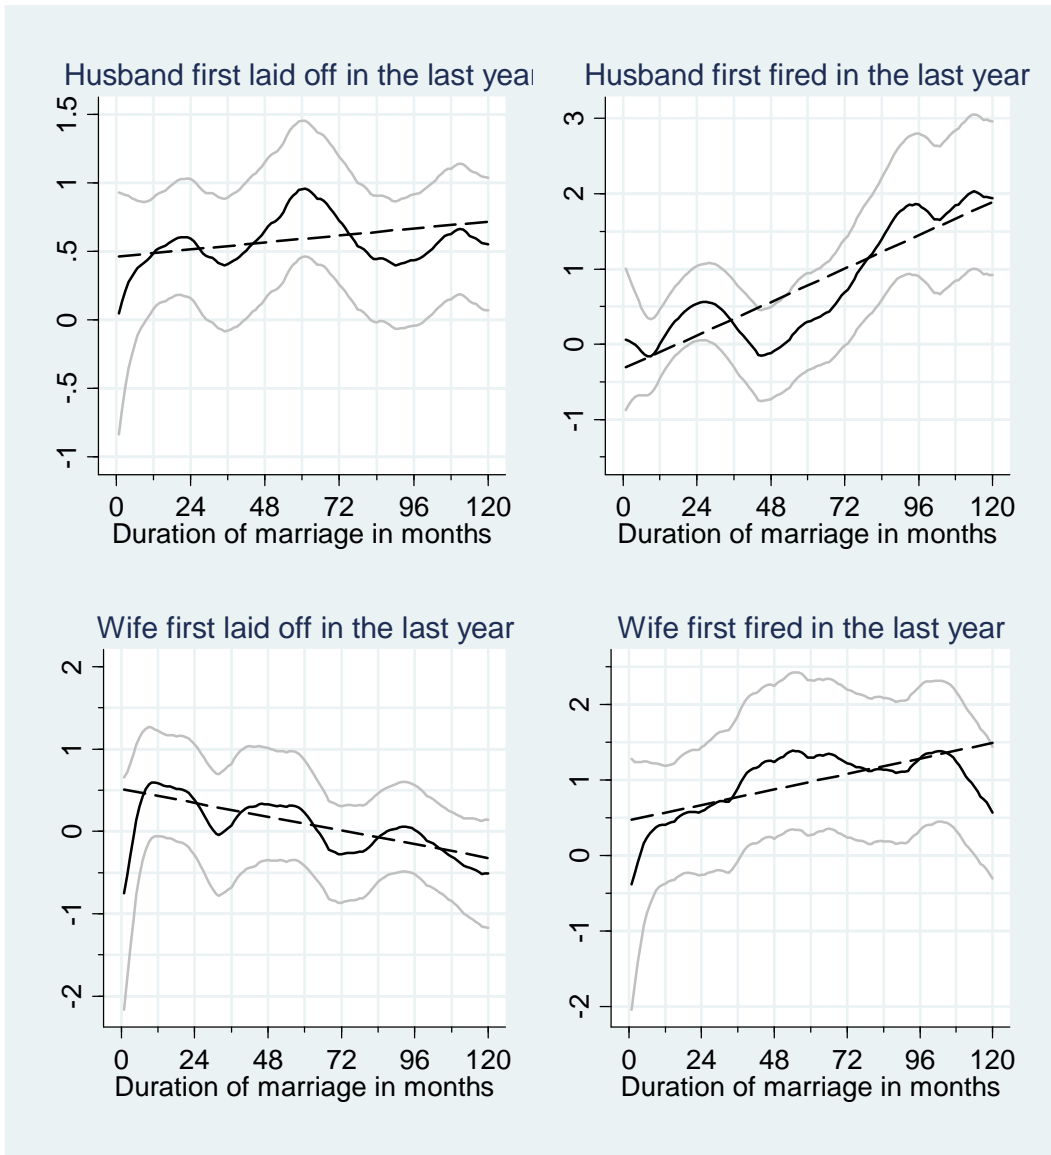 Husband first laid off in the last year
1.5
1
.5
0
-.5
-1
0 24 48 72 96 120
Duration of marriage in months
Husband first fired in the last year
3
2
1
0
-1
0 24 48 72 96 120
Duration of marriage in months
Wife first laid off in the last year
2
1
0
-1
-2
0 24 48 72 96 120
Duration of marriage in months
Wife first fired in the last year
2
1
0
-1
-2
0 24 48 72 96 120
Duration of marriage in months